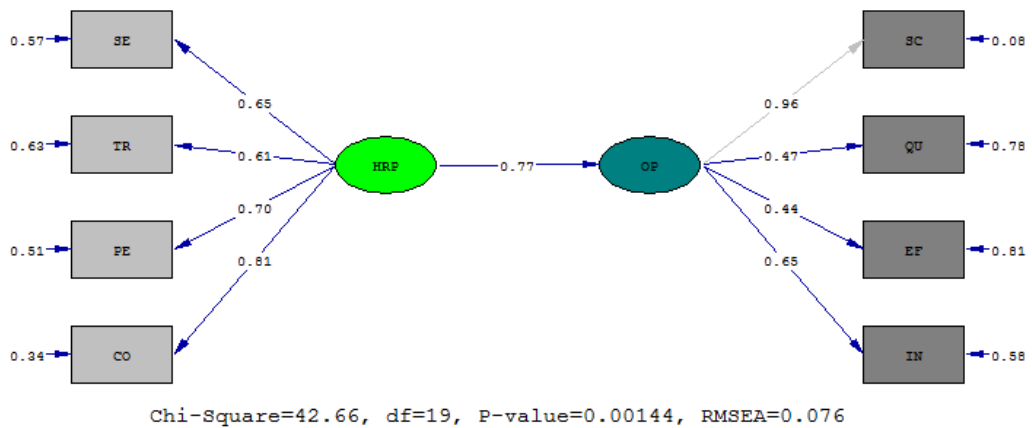 0.57 SE SC 0.08
0.65 0.96
0.63 TR 0.61 HRP 0.77 OP 0.47 QU 0.78
0.70 0.44
0.51 PE EF 0.81
0.81 0.65
0.34 CO IN 0.58
Chi-Square=42.66, df=19, P-value=0.00144, RMSEA=0.076